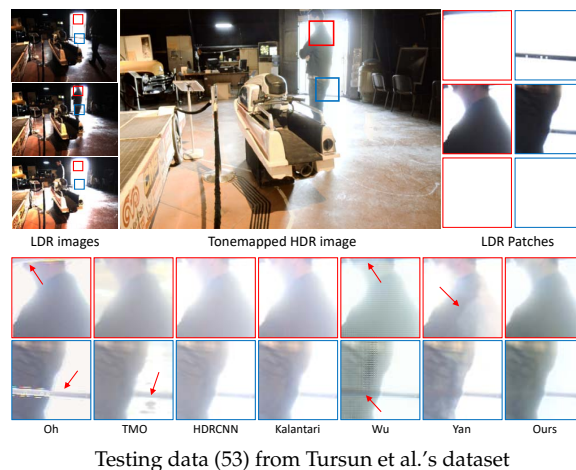 LDR images
Tonemapped HDR image
LDR Patches
Oh
TMO
HDRCNN
Kalantari
Wu
Yan
Ours
Testing data (53) from Tursun et al.'s dataset